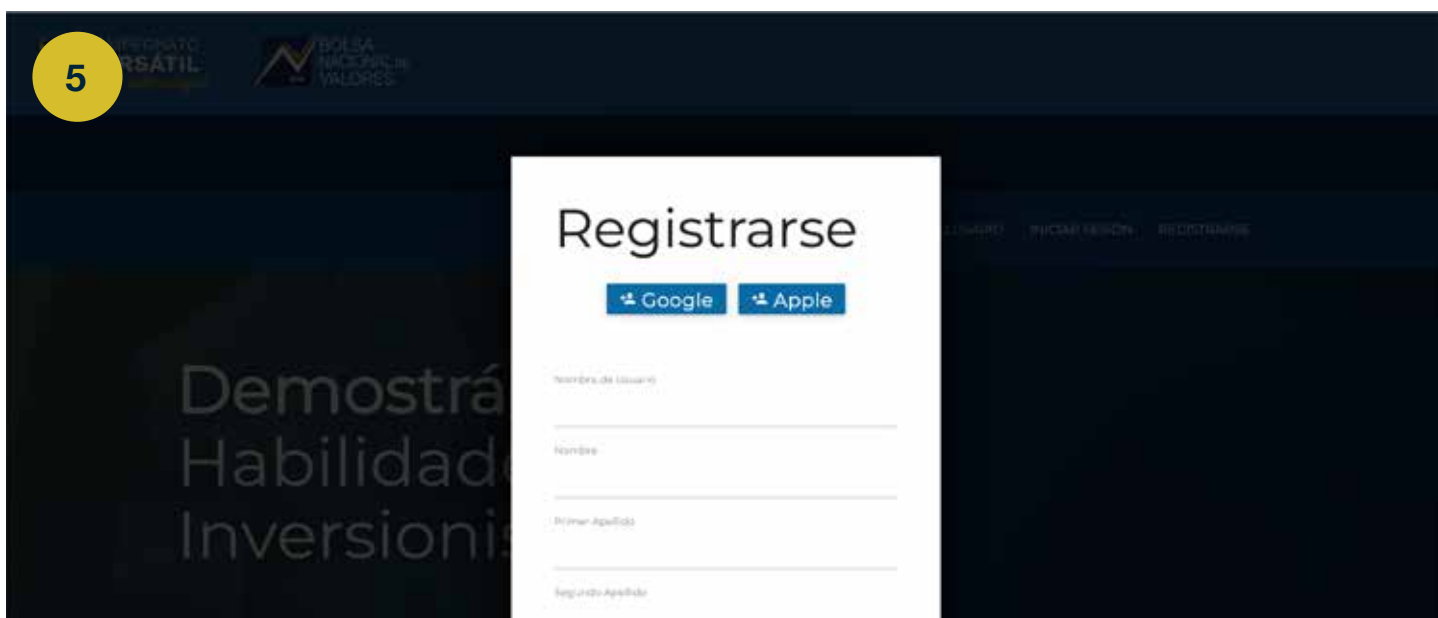 5
RSÁTIL
BOLSA
NACIONAL DE
VALORES
Registrarse
INICIAR SESIÓN REGISTRARSE
Google Apple
Nombre de Usuario
Demostrá
Habilidad
Nombre
Inversionis
Primer Apellido
Segundo Apellido